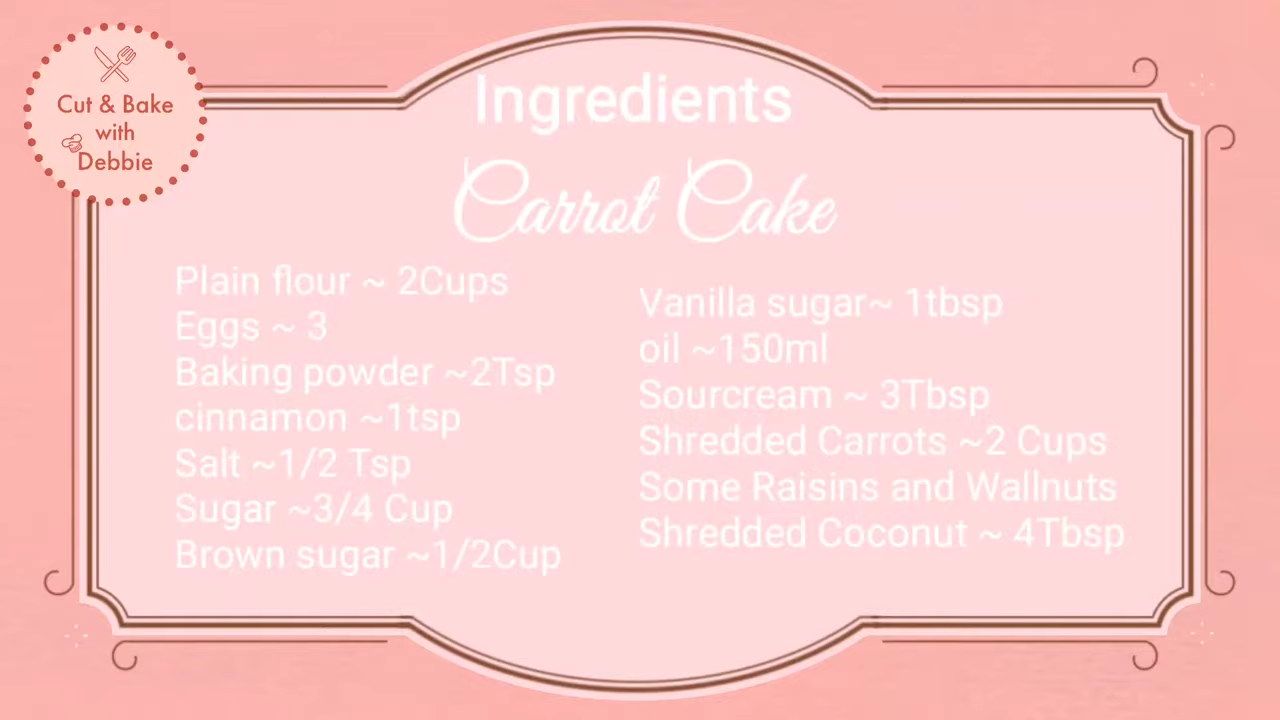 Cut & Bake
with
Debbie
Ingredients
Carrot Cake
Plain flour ~ 2Cups
Eggs ~ 3
Baking powder ~2Tsp
cinnamon ~1tsp
Salt ~1/2 Tsp
Sugar ~3/4 Cup
Brown sugar ~1/2Cup
Vanilla sugar~ 1tbsp
oil ~150ml
Sourcream ~ 3Tbsp
Shredded Carrots ~2 Cups
Some Raisins and Wallnuts
Shredded Coconut ~ 4Tbsp